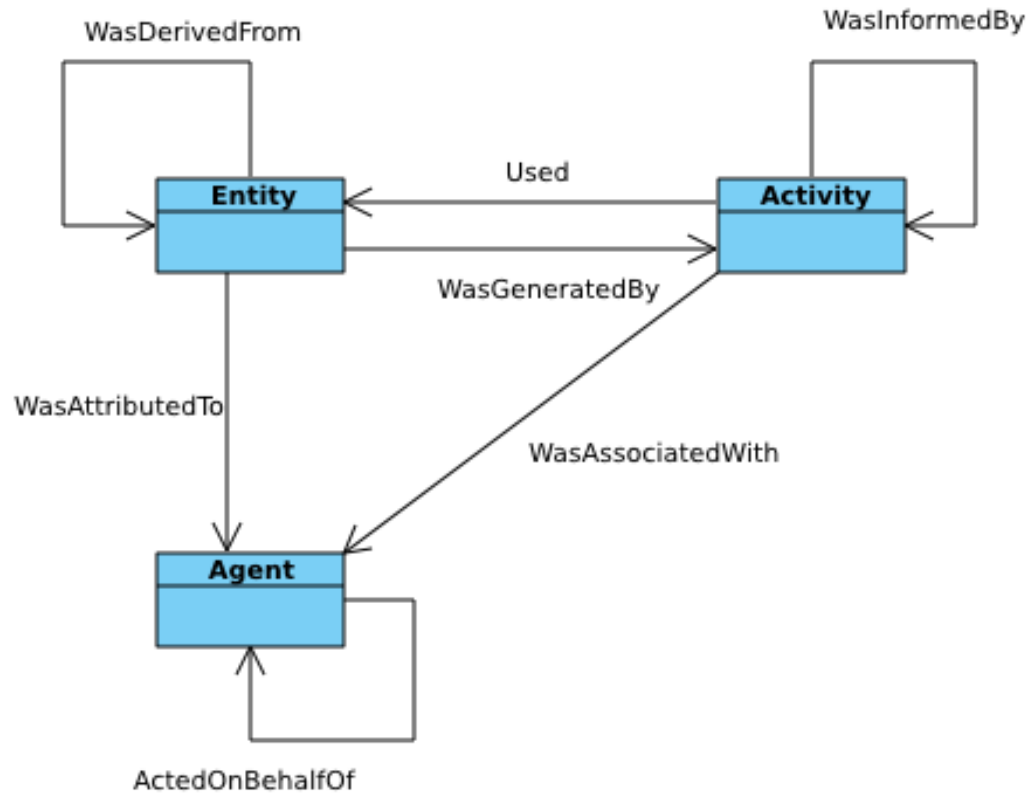 WasDerivedFrom
WasInformedBy
Used
Entity
Activity
WasGeneratedBy
WasAttributedTo
WasAssociatedWith
Agent
ActedOnBehalfOf